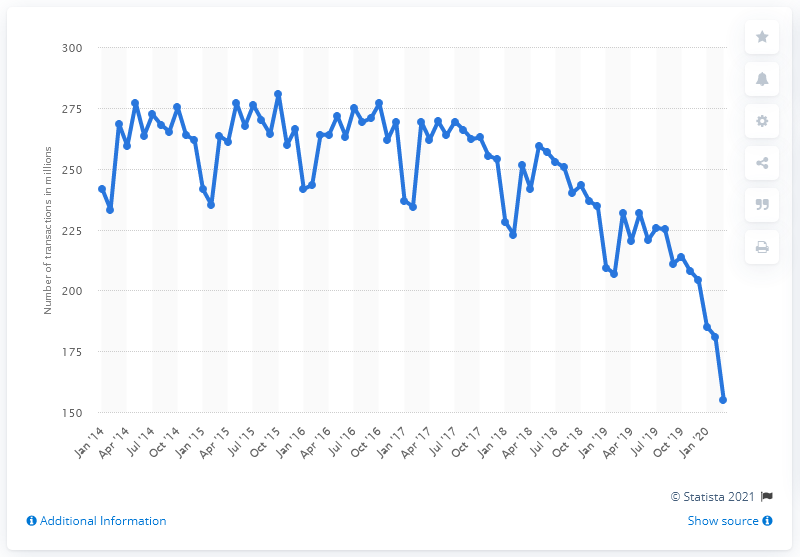 300
275
250
225
200
175
150
Number of transactions in millions
Jan '14
Apr '14
Jul '14
Oct '14
Jan '15
Apr '15
Jul '15
Oct '15
Jan '16
Apr '16
Jul '16
Oct '16
Jan '17
Apr '17
Jul '17
Oct '17
Jan '18
Apr '18
Jul '18
Oct '18
Jan '19
Apr '19
Jul '19
Oct '19
Jan '20
© Statista 2021
Additional Information
Show source